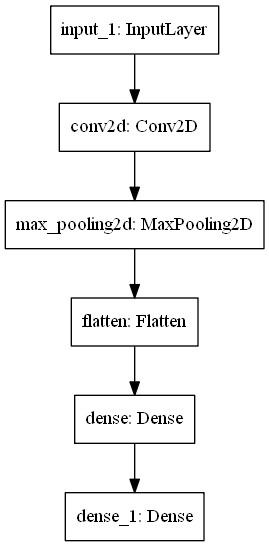 input_1: InputLayer
conv2d: Conv2D
max_pooling2d: MaxPooling2D
flatten: Flatten
dense: Dense
dense_1: Dense